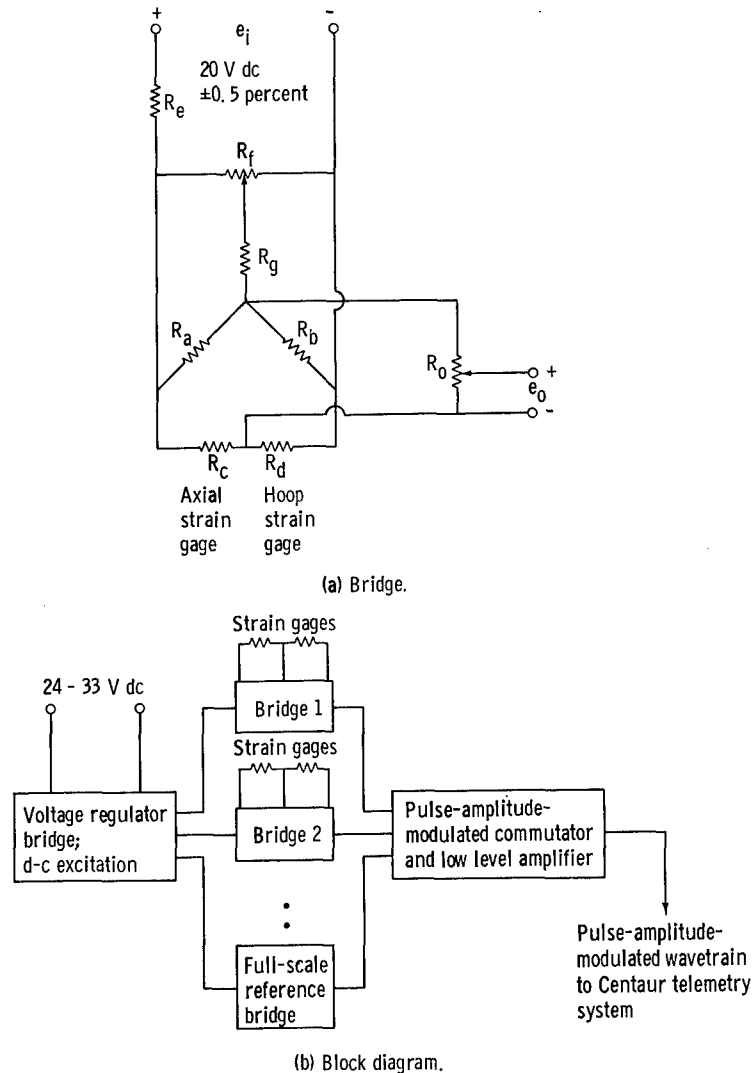 +
-
e_i
20 V dc
±0.5 percent
R_e
R_f
R_g
R_a
R_b
R_o
+
e_o
-
R_c
R_d
Axial
strain
gage
Hoop
strain
gage
(a) Bridge.
Strain gages
24 - 33 V dc
Bridge 1
Strain gages
Voltage regulator
bridge;
d-c excitation
Bridge 2
Pulse-amplitude-
modulated commutator
and low level amplifier
Full-scale
reference
bridge
Pulse-amplitude-
modulated wavetrain
to Centaur telemetry
system
(b) Block diagram.